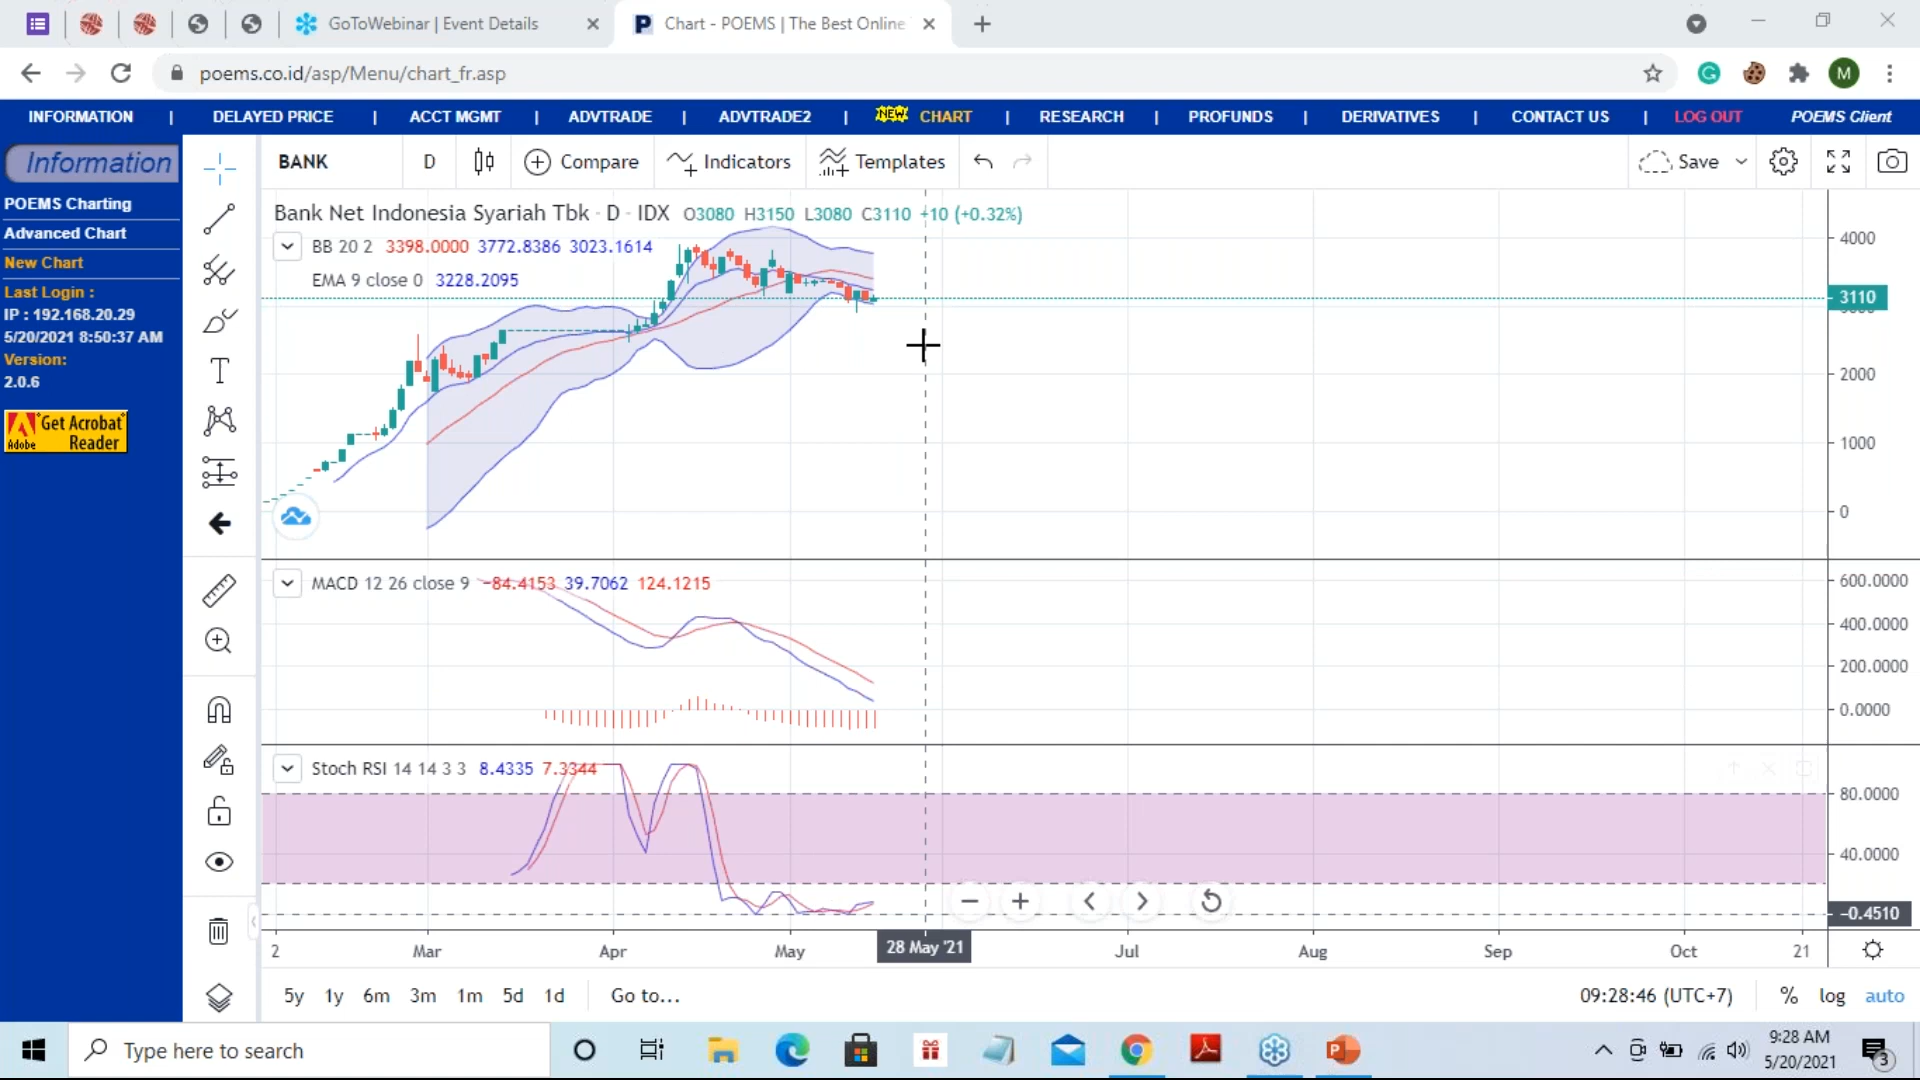 GoToWebinar | Event Details
Chart - POEMS | The Best Online
poems.co.id/asp/Menu/chart_fr.asp
G
M
INFORMATION | DELAYED PRICE | ACCT MGMT | ADVTRADE | ADVTRADE2 | NEW CHART | RESEARCH | PROFUNDS | DERIVATIVES | CONTACT US | LOG OUT POEMS Client
Information
POEMS Charting
Advanced Chart
New Chart
Last Login :
IP : 192.168.20.29
5/20/2021 8:50:37 AM
Version:
2.0.6
Get Acrobat
Adobe Reader
BANK D Compare Indicators Templates Save
Bank Net Indonesia Syariah Tbk · D · IDX O3080 H3150 L3080 C3110 +10 (+0.32%)
BB 20 2 3398.0000 3772.8386 3023.1614
EMA 9 close 0 3228.2095
4000
3110
2000
1000
0
MACD 12 26 close 9 −84.4153 39.7062 124.1215
600.0000
400.0000
200.0000
0.0000
Stoch RSI 14 14 3 3 8.4335 7.3344
80.0000
40.0000
−0.4510
2 Mar Apr May 28 May '21 Jul Aug Sep Oct 21
5y 1y 6m 3m 1m 5d 1d Go to... 09:28:46 (UTC+7) % log auto
Type here to search
9:28 AM
5/20/2021
3